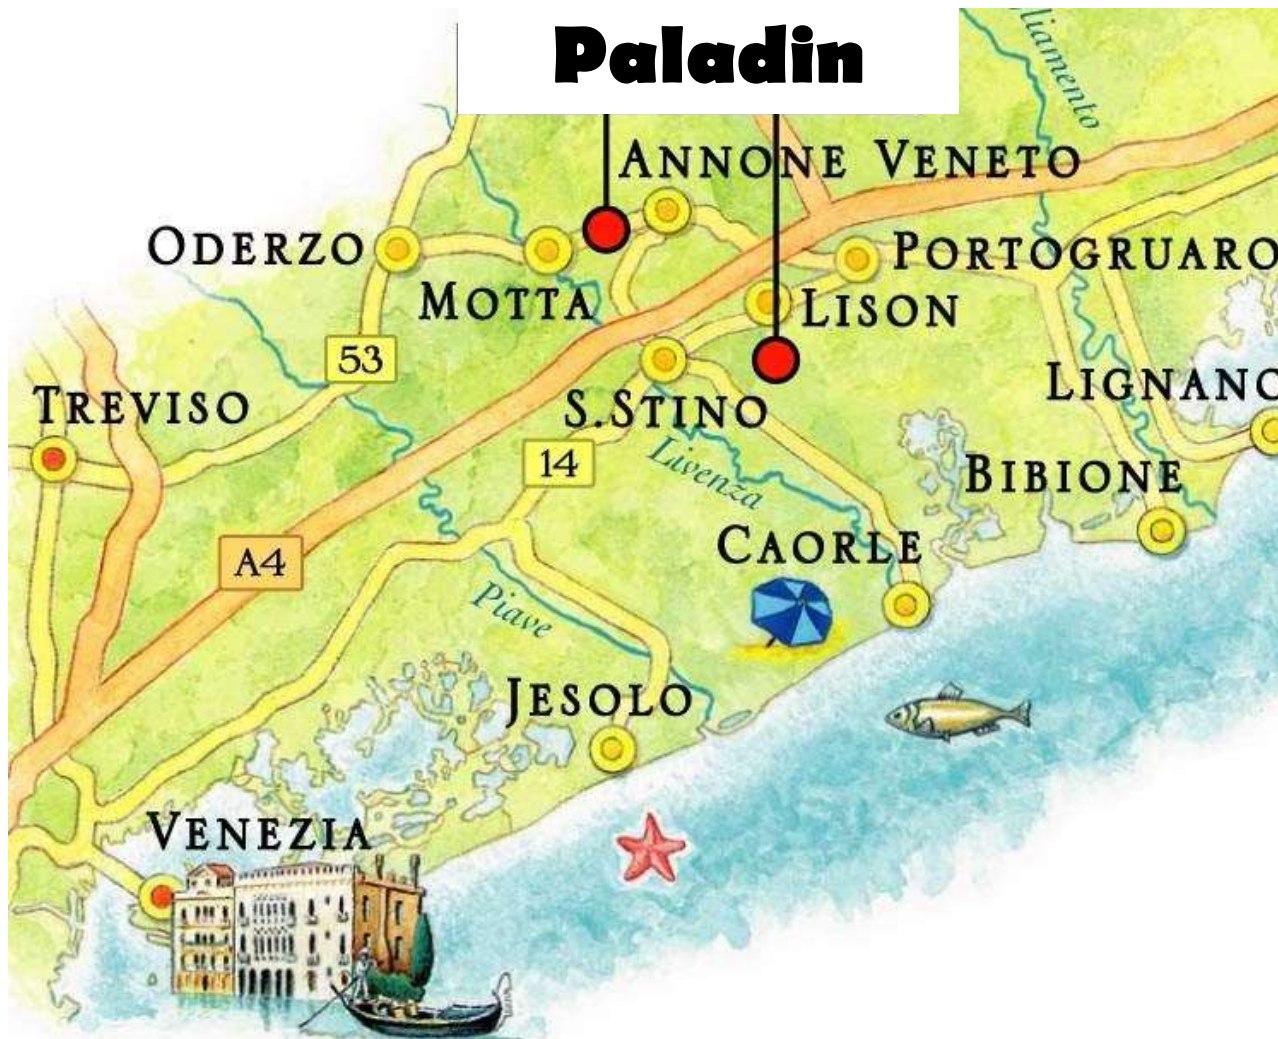 Paladin
gliamento
ANNONE VENETO
ODERZO
PORTOGRUARO
MOTTA
LISON
53
LIGNANO
TREVISO
S.STINO
14
Livenza
BIBIONE
CAORLE
A4
Piave
JESOLO
VENEZIA